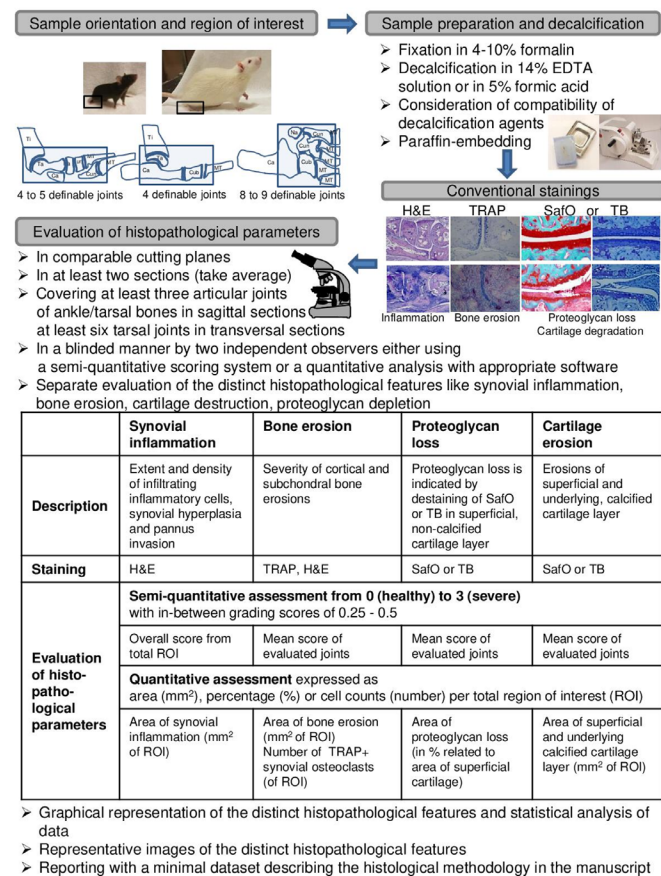 Sample orientation and region of interest
Sample preparation and decalcification
➢ Fixation in 4-10% formalin
➢ Decalcification in 14% EDTA
solution or in 5% formic acid
➢ Consideration of compatibility of
decalcification agents
➢ Paraffin-embedding
Ti
Ta
Ca
Cub
MT
MT
MT
Ti
Ta
Ca
Cub
MT
Na
Cun
Cun
MT
MT
Ca
Cub
MT
MT
4 to 5 definable joints
4 definable joints
8 to 9 definable joints
Conventional stainings
H&E TRAP SafO or TB
Inflammation Bone erosion Proteoglycan loss
Cartilage degradation
Evaluation of histopathological parameters
➢ In comparable cutting planes
➢ In at least two sections (take average)
➢ Covering at least three articular joints
of ankle/tarsal bones in sagittal sections
at least six tarsal joints in transversal sections
➢ In a blinded manner by two independent observers either using
a semi-quantitative scoring system or a quantitative analysis with appropriate software
➢ Separate evaluation of the distinct histopathological features like synovial inflammation,
bone erosion, cartilage destruction, proteoglycan depletion
Synovial
inflammation
Bone erosion
Proteoglycan
loss
Cartilage
erosion
Description
Extent and density
of infiltrating
inflammatory cells,
synovial hyperplasia
and pannus
invasion
Severity of cortical and
subchondral bone
erosions
Proteoglycan loss is
indicated by
destaining of SafO
or TB in superficial,
non-calcified
cartilage layer
Erosions of
superficial and
underlying, calcified
cartilage layer
Staining
H&E
TRAP, H&E
SafO or TB
SafO or TB
Evaluation
of histo-
patho-
logical
parameters
Semi-quantitative assessment from 0 (healthy) to 3 (severe)
with in-between grading scores of 0.25 - 0.5
Overall score from
total ROI
Mean score of
evaluated joints
Mean score of
evaluated joints
Mean score of
evaluated joints
Quantitative assessment expressed as
area (mm²), percentage (%) or cell counts (number) per total region of interest (ROI)
Area of synovial
inflammation (mm²
of ROI)
Area of bone erosion
(mm² of ROI)
Number of TRAP+
synovial osteoclasts
(of ROI)
Area of
proteoglycan loss
(in % related to
area of superficial
cartilage)
Area of superficial
and underlying
calcified cartilage
layer (mm² of ROI)
➢ Graphical representation of the distinct histopathological features and statistical analysis of
data
➢ Representative images of the distinct histopathological features
➢ Reporting with a minimal dataset describing the histological methodology in the manuscript